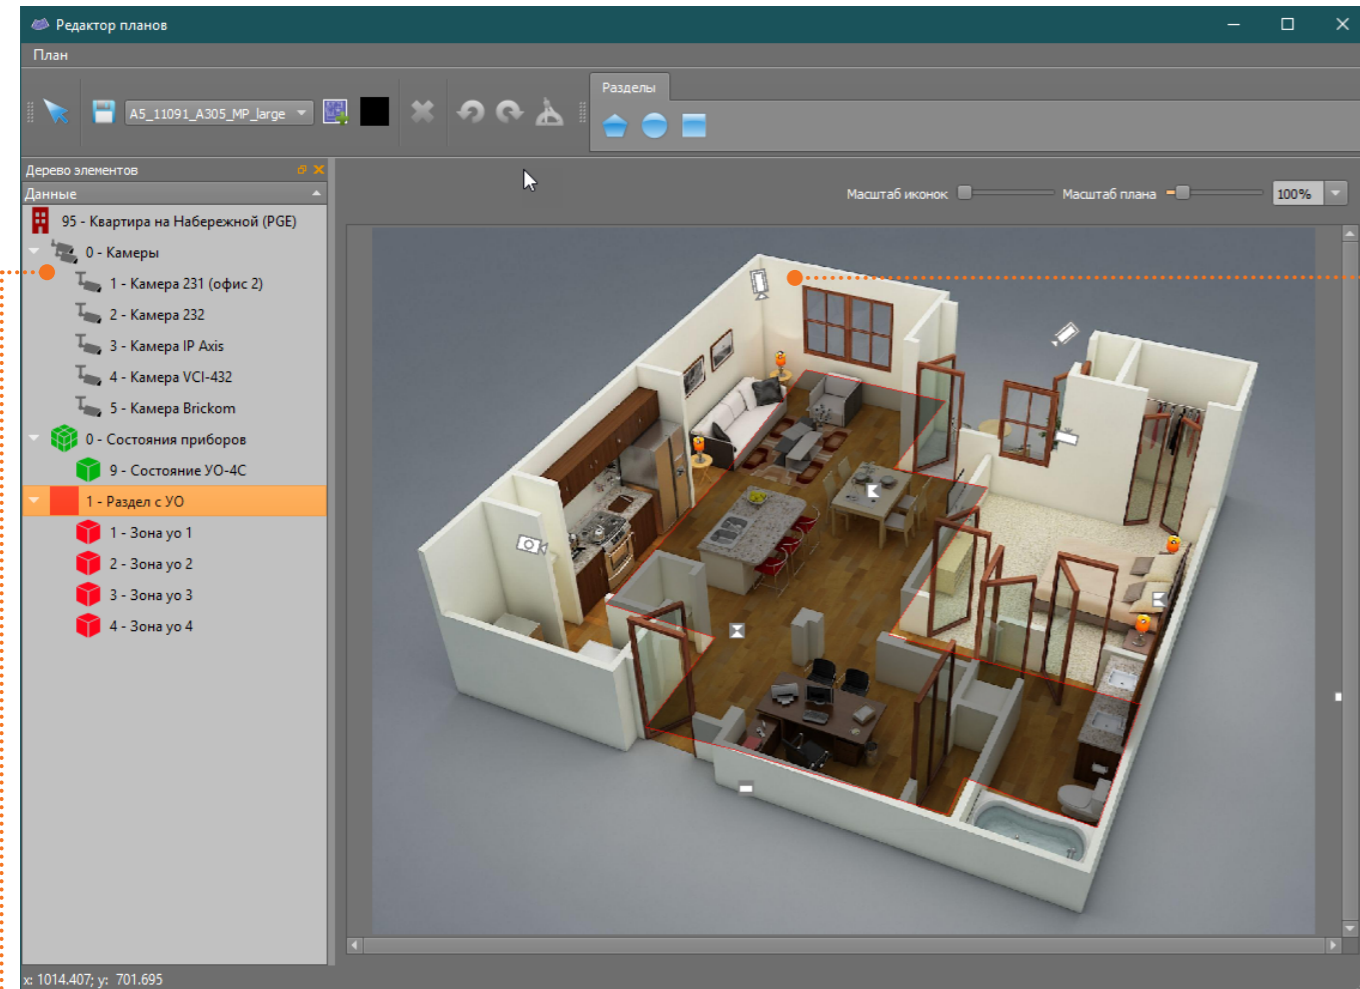 Редактор планов
План
A5_11091_A305_MP_large
Разделы
Дерево элементов
Данные
Масштаб иконок
Масштаб плана
100%
95 - Квартира на Набережной (PGE)
0 - Камеры
1 - Камера 231 (офис 2)
2 - Камера 232
3 - Камера IP Axis
4 - Камера VCI-432
5 - Камера Brickom
0 - Состояния приборов
9 - Состояние УО-4С
1 - Раздел с УО
1 - Зона уо 1
2 - Зона уо 2
3 - Зона уо 3
4 - Зона уо 4
x: 1014.407; y: 701.695